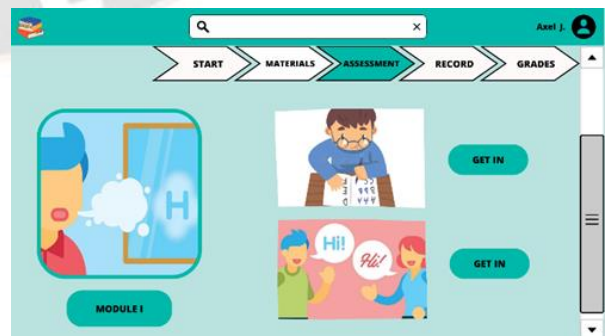 Axel J.
START MATERIALS ASSESSMENT RECORD GRADES
H
GET IN
Hi! Hi!
GET IN
MODULE I